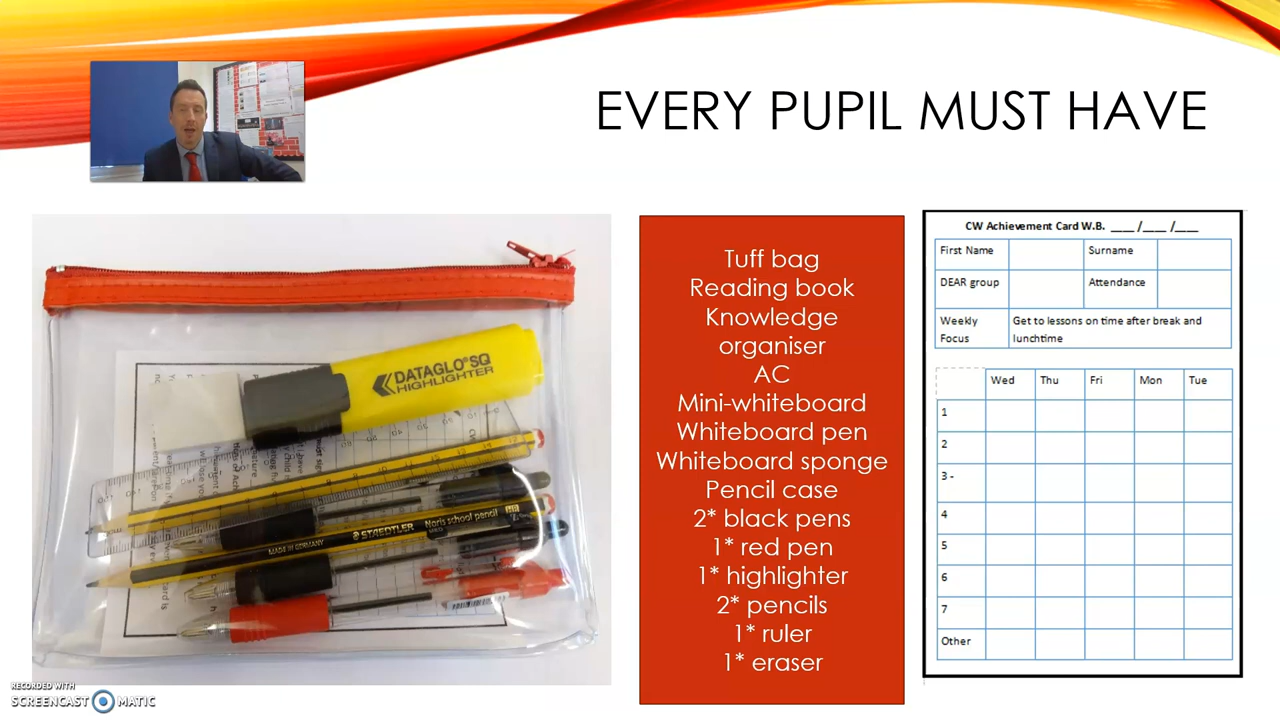 EVERY PUPIL MUST HAVE
DATAGLO SQ
HIGHLIGHTER
STAEDTLER Noris school pencil HB
MADE IN GERMANY
Tuff bag
Reading book
Knowledge
organiser
AC
Mini-whiteboard
Whiteboard pen
Whiteboard sponge
Pencil case
2* black pens
1* red pen
1* highlighter
2* pencils
1* ruler
1* eraser
CW Achievement Card W.B. ___ /___ /___
First Name Surname
DEAR group Attendance
Weekly Focus Get to lessons on time after break and lunchtime
Wed Thu Fri Mon Tue
1
2
3 -
4
5
6
7
Other
RECORDED WITH
SCREENCAST MATIC